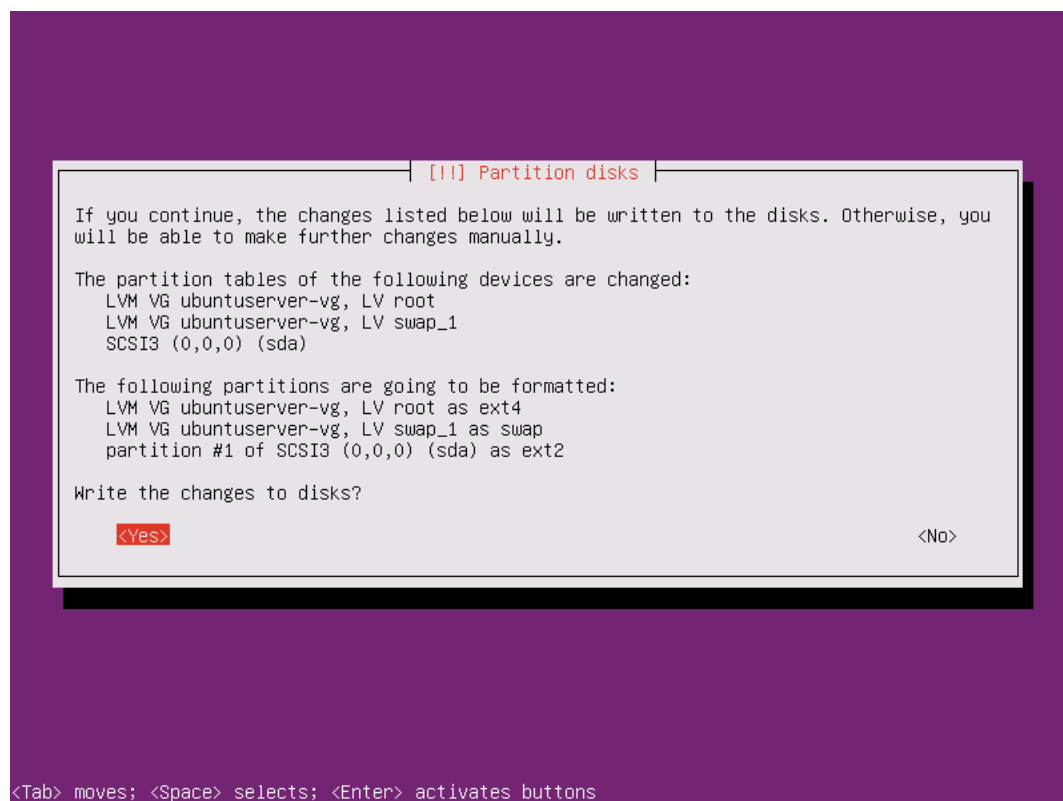 [!!] Partition disks
If you continue, the changes listed below will be written to the disks. Otherwise, you
will be able to make further changes manually.
The partition tables of the following devices are changed:
LVM VG ubuntuserver-vg, LV root
LVM VG ubuntuserver-vg, LV swap_1
SCSI3 (0,0,0) (sda)
The following partitions are going to be formatted:
LVM VG ubuntuserver-vg, LV root as ext4
LVM VG ubuntuserver-vg, LV swap_1 as swap
partition #1 of SCSI3 (0,0,0) (sda) as ext2
Write the changes to disks?
<Yes> <No>
<Tab> moves; <Space> selects; <Enter> activates buttons